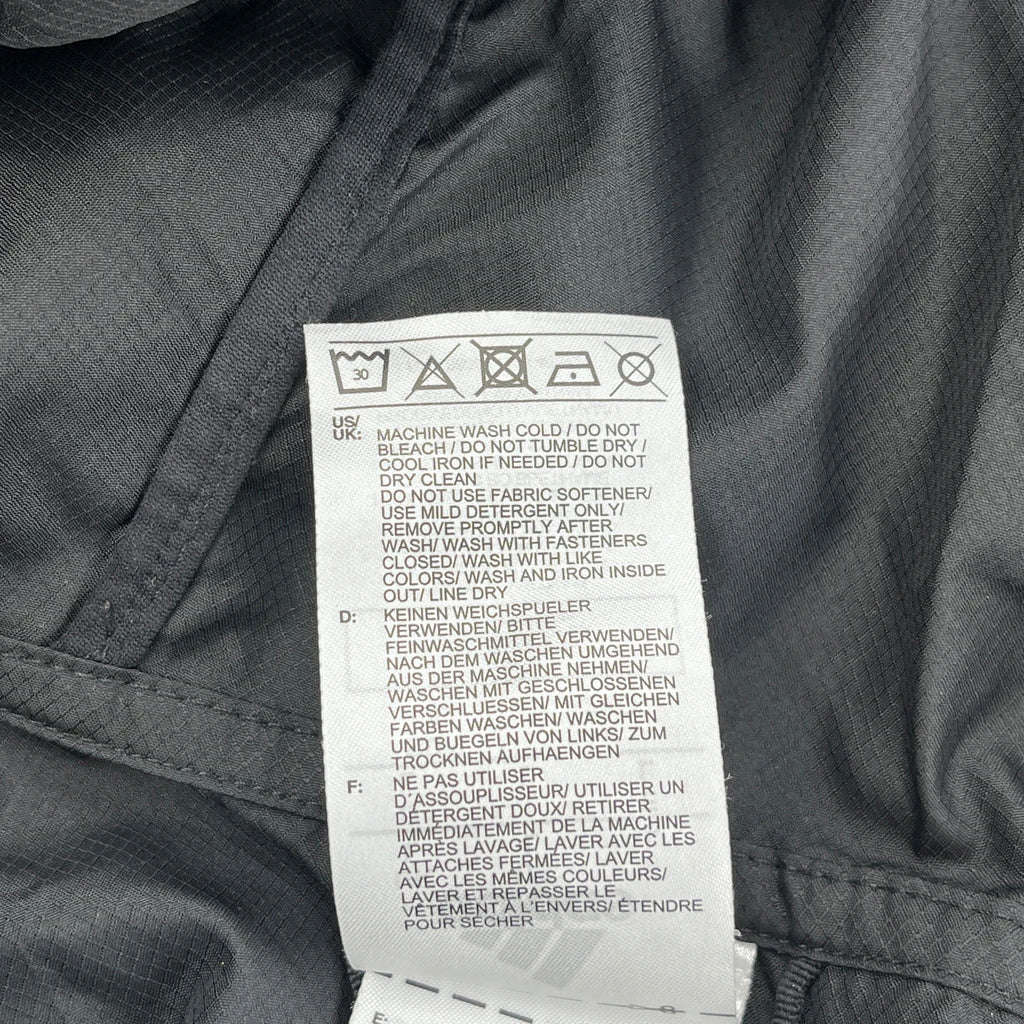 30
US/
UK: MACHINE WASH COLD / DO NOT
BLEACH / DO NOT TUMBLE DRY /
COOL IRON IF NEEDED / DO NOT
DRY CLEAN
DO NOT USE FABRIC SOFTENER/
USE MILD DETERGENT ONLY/
REMOVE PROMPTLY AFTER
WASH/ WASH WITH FASTENERS
CLOSED/ WASH WITH LIKE
COLORS/ WASH AND IRON INSIDE
OUT/ LINE DRY
D: KEINEN WEICHSPUELER
VERWENDEN/ BITTE
FEINWASCHMITTEL VERWENDEN/
NACH DEM WASCHEN UMGEHEND
AUS DER MASCHINE NEHMEN/
WASCHEN MIT GESCHLOSSENEN
VERSCHLUESSEN/ MIT GLEICHEN
FARBEN WASCHEN/ WASCHEN
UND BUEGELN VON LINKS/ ZUM
TROCKNEN AUFHAENGEN
F: NE PAS UTILISER
D´ASSOUPLISSEUR/ UTILISER UN
DÉTERGENT DOUX/ RETIRER
IMMÉDIATEMENT DE LA MACHINE
APRÈS LAVAGE/ LAVER AVEC LES
ATTACHES FERMÉES/ LAVER
AVEC LES MÊMES COULEURS/
LAVER ET REPASSER LE
VÊTEMENT À L'ENVERS/ ÉTENDRE
POUR SÉCHER
E: